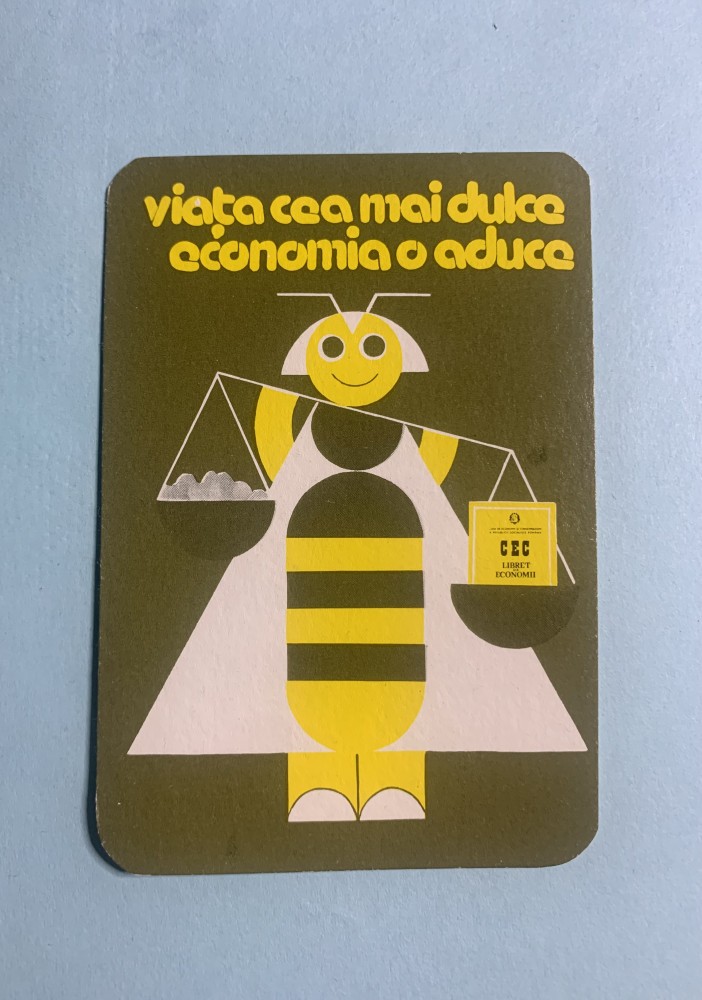 viața cea mai dulce
economia o aduce
CEC
LIBRET
DE
ECONOMII